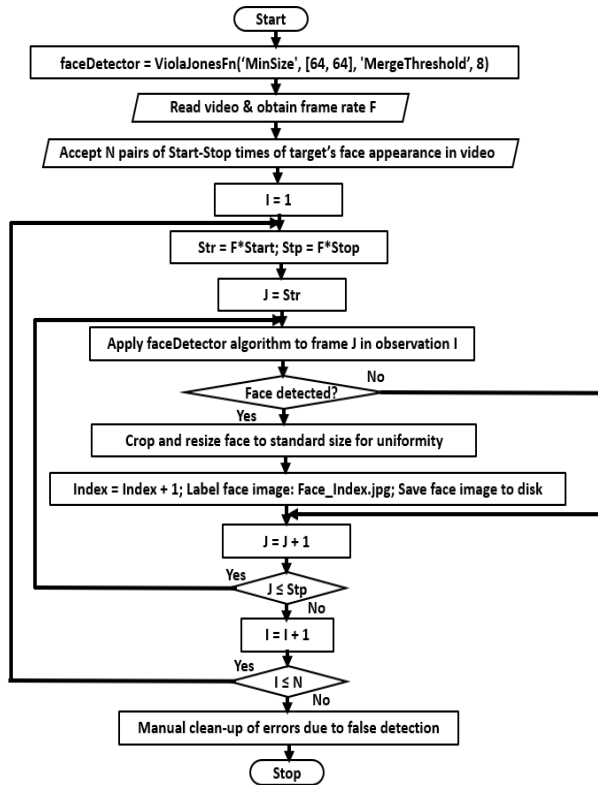 Start
faceDetector = ViolaJonesFn(‘MinSize', [64, 64], 'MergeThreshold’, 8)
Read video & obtain frame rate F
Accept N pairs of Start-Stop times of target’s face appearance in video
I = 1
Str = F*Start; Stp = F*Stop
J = Str
Apply faceDetector algorithm to frame J in observation I
Face detected?
No
Yes
Crop and resize face to standard size for uniformity
Index = Index + 1; Label face image: Face_Index.jpg; Save face image to disk
J = J + 1
Yes
J ≤ Stp
No
I = I + 1
Yes
I ≤ N
No
Manual clean-up of errors due to false detection
Stop